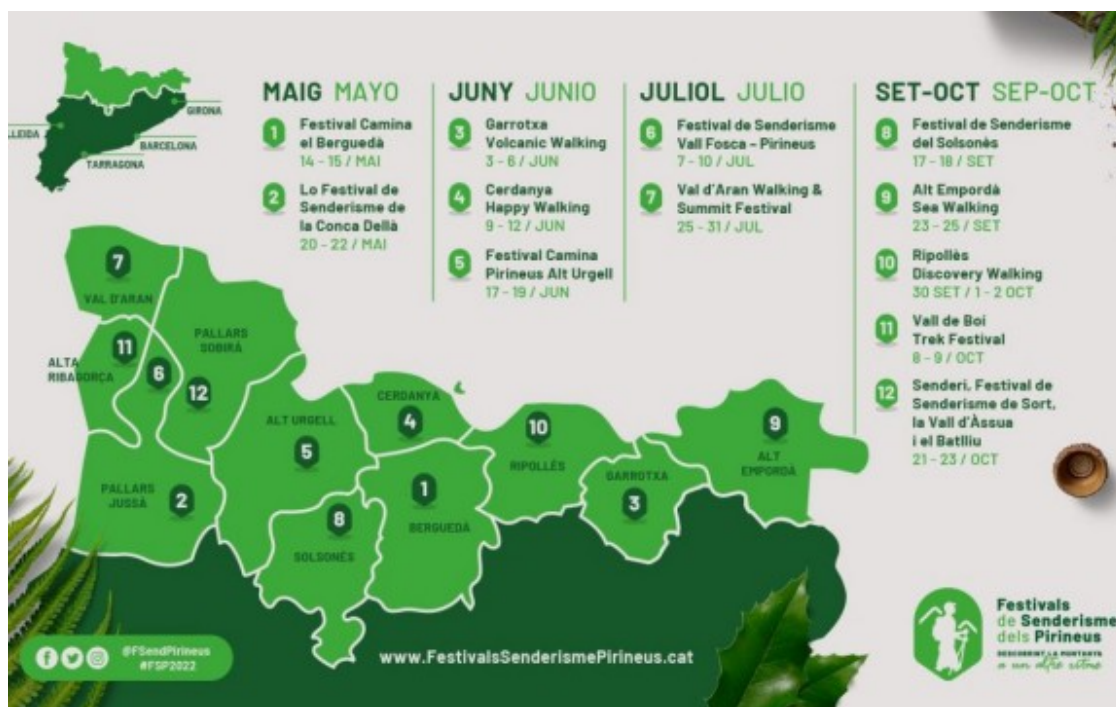 GIRONA
LLEIDA
BARCELONA
TARRAGONA
MAIG MAYO
1
Festival Camina
el Berguedà
14 - 15 / MAI
2
Lo Festival de
Senderisme de
la Conca Dellà
20 - 22 / MAI
JUNY JUNIO
3
Garrotxa
Volcanic Walking
3 - 6 / JUN
4
Cerdanya
Happy Walking
9 - 12 / JUN
5
Festival Camina
Pirineus Alt Urgell
17 - 19 / JUN
JULIOL JULIO
6
Festival de Senderisme
Vall Fosca - Pirineus
7 - 10 / JUL
7
Val d'Aran Walking &
Summit Festival
25 - 31 / JUL
SET-OCT SEP-OCT
8
Festival de Senderisme
del Solsonès
17 - 18 / SET
9
Alt Empordà
Sea Walking
23 - 25 / SET
10
Ripollès
Discovery Walking
30 SET / 1 - 2 OCT
11
Vall de Boí
Trek Festival
8 - 9 / OCT
12
Senderi, Festival de
Senderisme de Sort,
la Vall d'Àssua
i el Batlliu
21 - 23 / OCT
7
VAL D'ARAN
PALLARS
SOBIRÀ
11
ALTA
RIBAGORÇA
6
12
CERDANYA
4
ALT URGELL
5
10
RIPOLLÈS
9
ALT
EMPORDÀ
GARROTXA
3
PALLARS
JUSSÀ
2
1
BERGUEDÀ
8
SOLSONÈS
@FSendPirineus
#FSP2022
www.FestivalsSenderismePirineus.cat
Festivals
de Senderisme
dels Pirineus
DESCOBRINT LA MUNTANYA
a un altre ritme